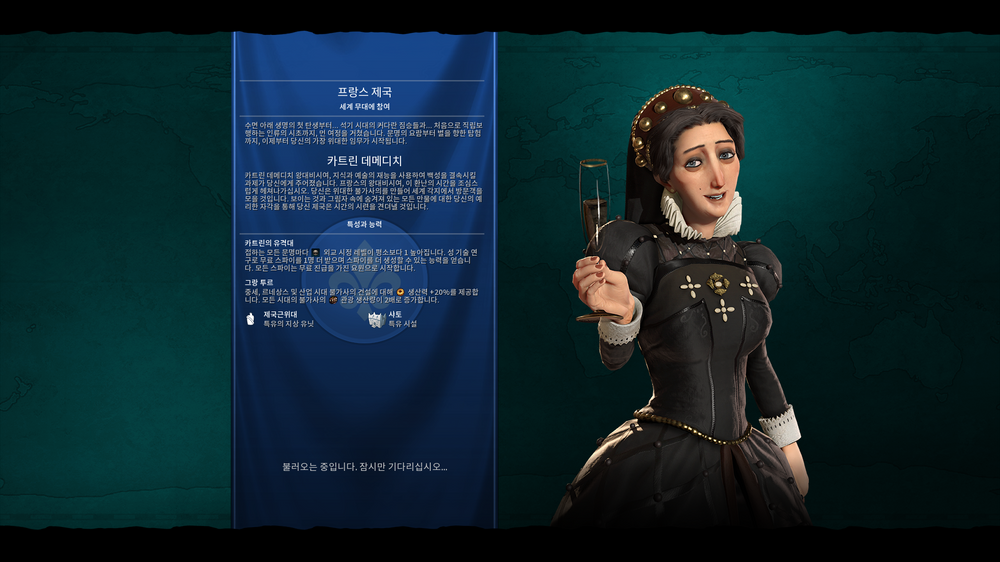 프랑스 제국
세계 무대에 참여
수면 아래 생명의 첫 탄생부터... 석기 시대의 커다란 짐승들과... 처음으로 직립보
행하는 인류의 시초까지, 먼 여정을 거쳤습니다. 문명의 요람부터 별을 향한 탐험
까지, 이제부터 당신의 가장 위대한 임무가 시작됩니다.
카트린 데메디치
카트린 데메디치 왕대비시여, 지식과 예술의 재능을 사용하여 백성을 결속시킬
과제가 당신에게 주어졌습니다. 프랑스의 왕대비시여, 이 환난의 시간을 조심스
럽게 헤쳐나가십시오. 당신은 위대한 불가사의를 만들어 세계 각지에서 방문객을
모을 것입니다. 보이는 것과 그림자 속에 숨겨져 있는 모든 만물에 대한 당신의 예
리한 자각을 통해 당신 제국은 시간의 시련을 견뎌낼 것입니다.
특성과 능력
카트린의 유격대
접하는 모든 문명마다 외교 시정 레벨이 평소보다 1 높아집니다. 성 기술 연
구로 무료 스파이를 1명 더 받으며 스파이를 더 생성할 수 있는 능력을 얻습니
다. 모든 스파이는 무료 진급을 가진 요원으로 시작합니다.
그랑 투르
중세, 르네상스 및 산업 시대 불가사의 건설에 대해 생산력 +20%를 제공합
니다. 모든 시대의 불가사의 관광 생산량이 2배로 증가합니다.
제국근위대
특유의 지상 유닛
샤토
특유 시설
불러오는 중입니다. 잠시만 기다리십시오...